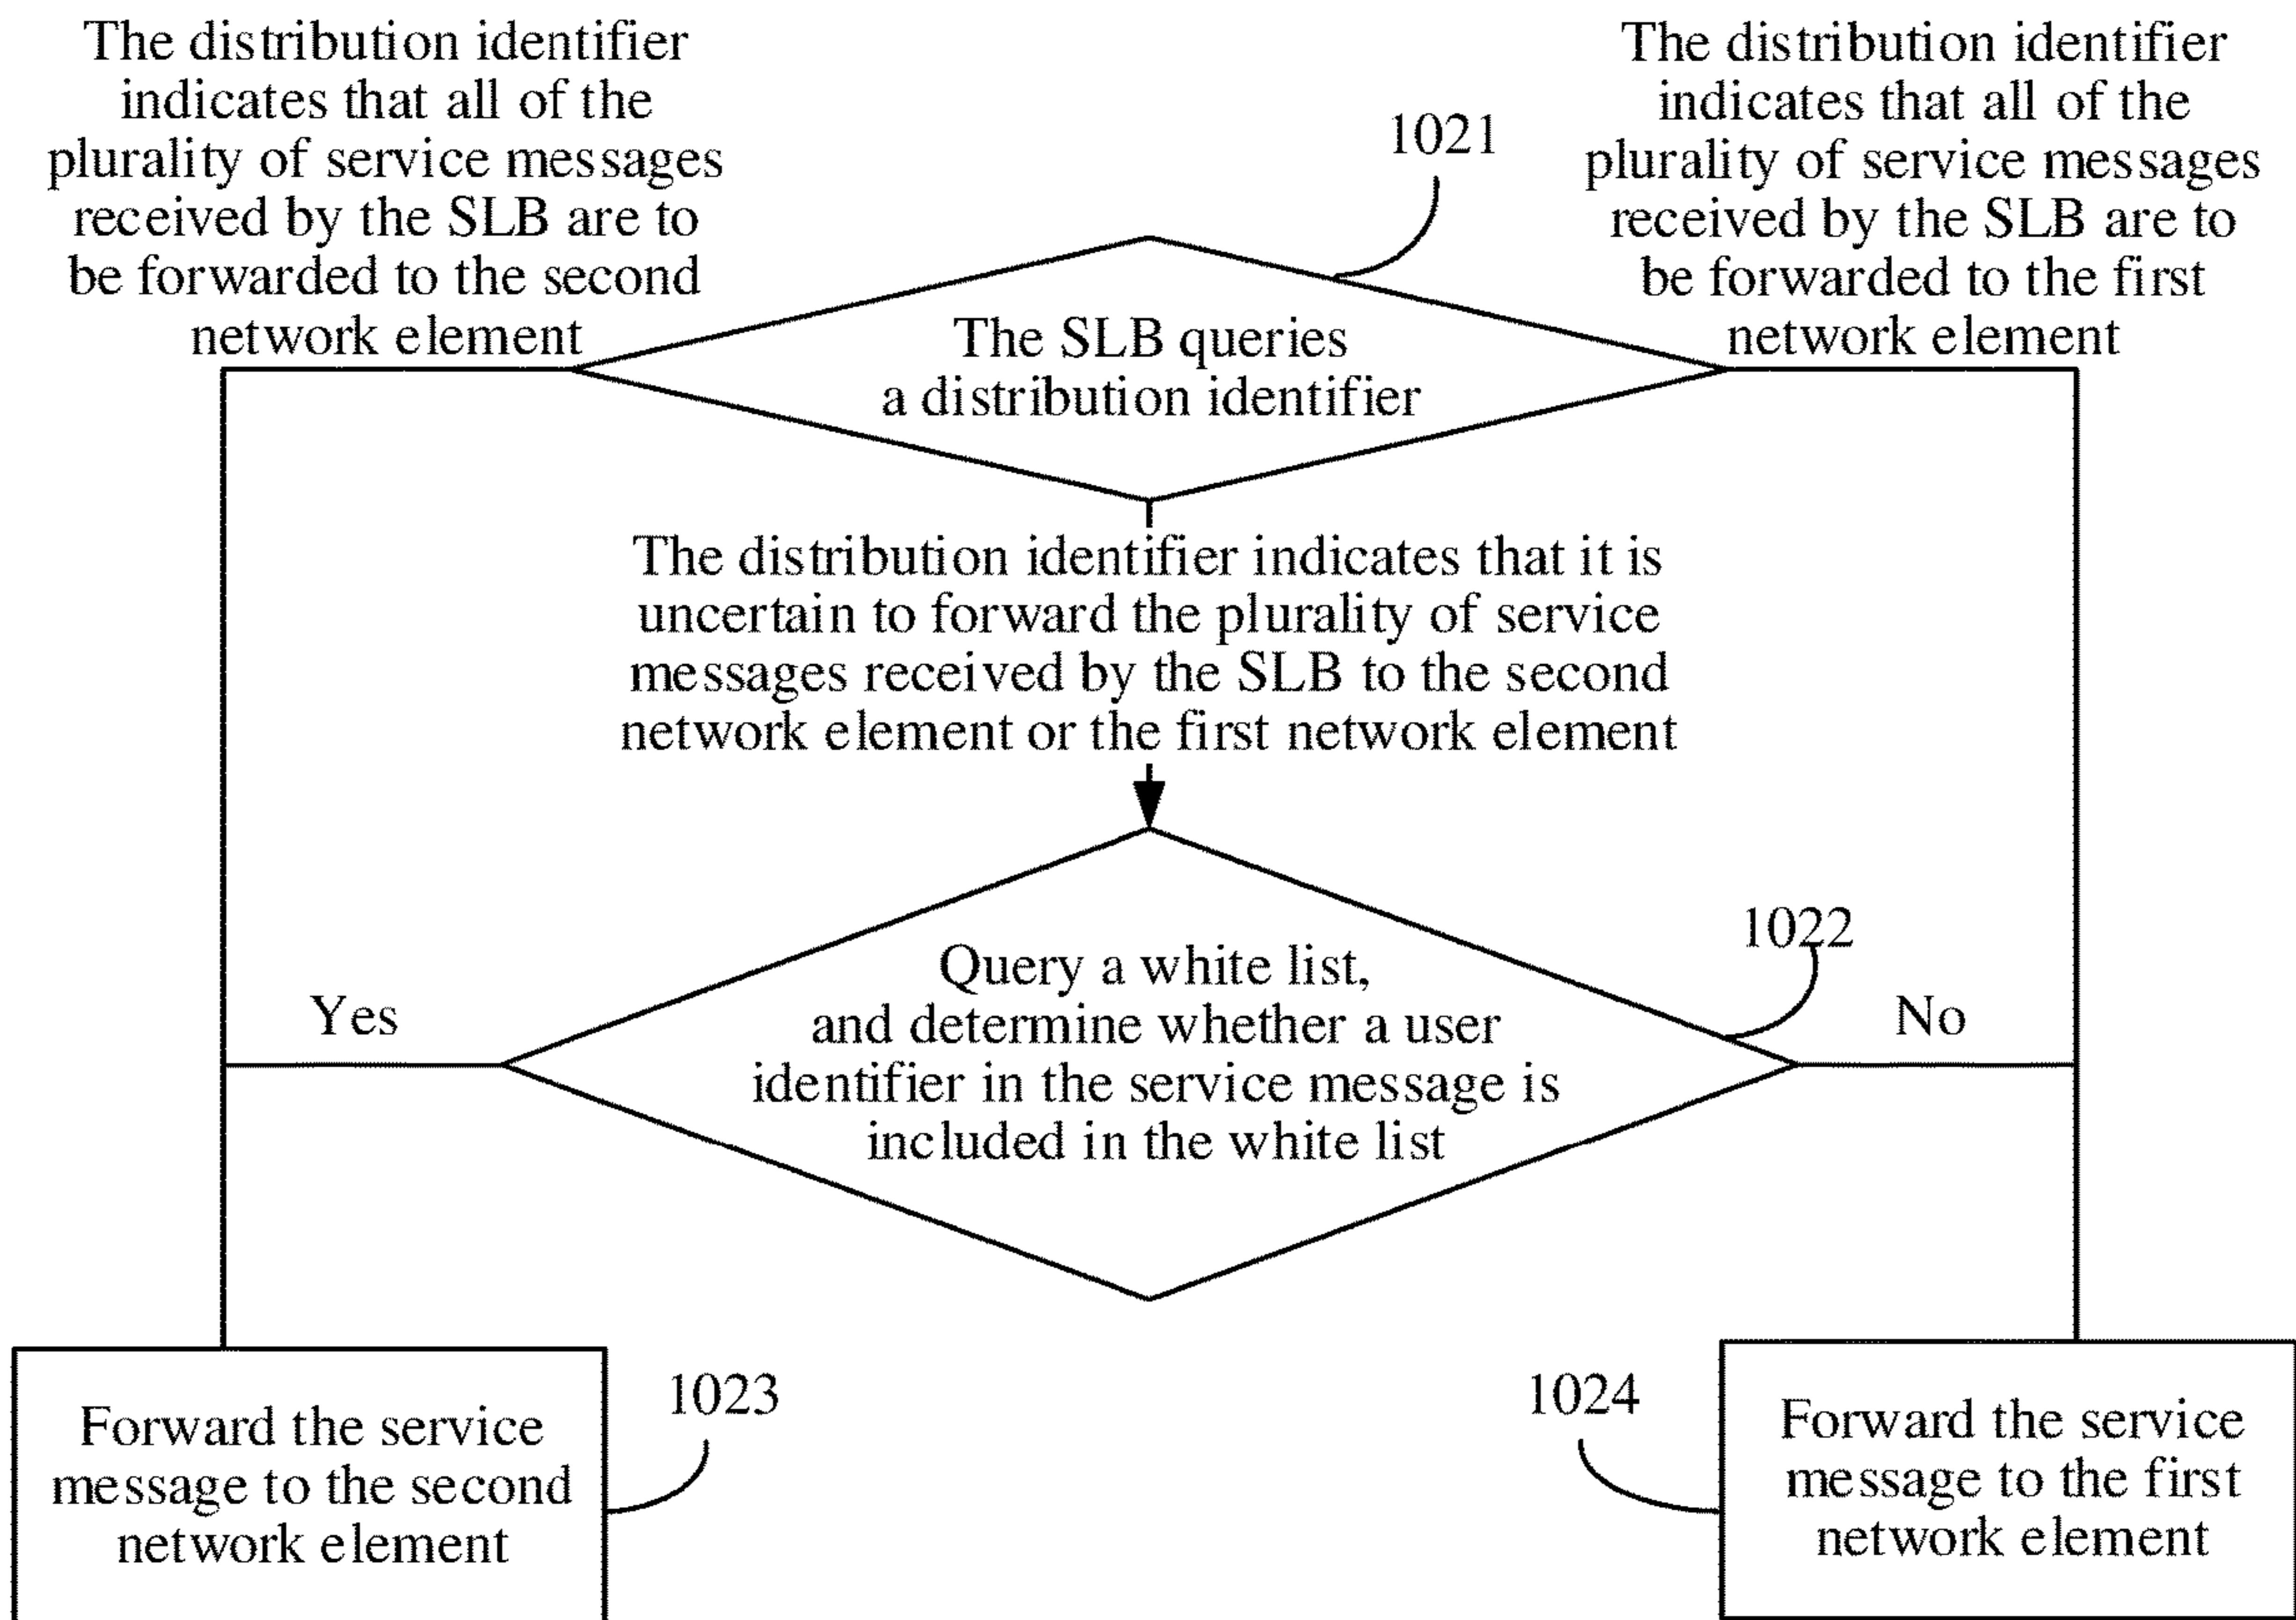 The distribution identifier
indicates that all of the
plurality of service messages
received by the SLB are to
be forwarded to the second
network element
1021
The distribution identifier
indicates that all of the
plurality of service messages
received by the SLB are to
be forwarded to the first
network element
The SLB queries
a distribution identifier
The distribution identifier indicates that it is
uncertain to forward the plurality of service
messages received by the SLB to the second
network element or the first network element
1022
Query a white list,
and determine whether a user
identifier in the service message is
included in the white list
Yes
No
1023
1024
Forward the service
message to the second
network element
Forward the service
message to the first
network element